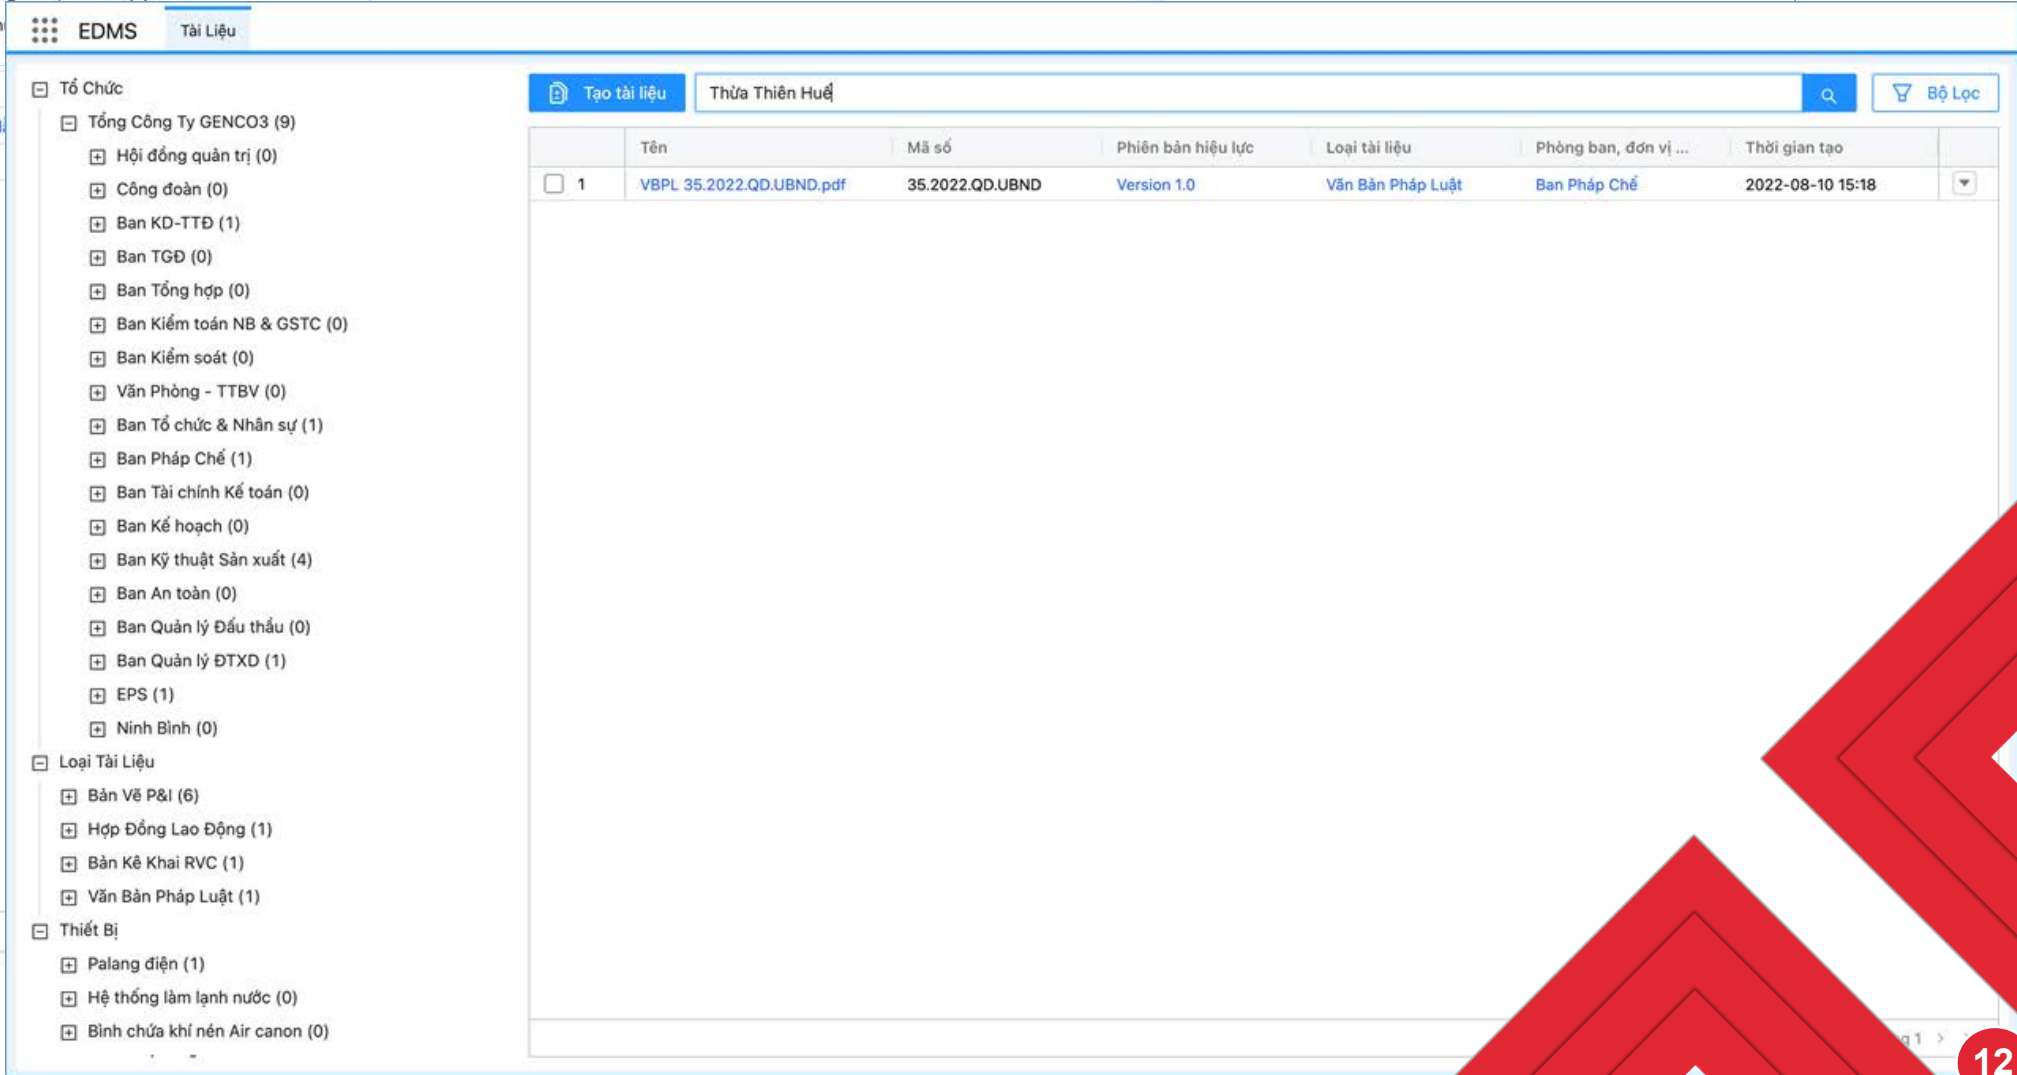 EDMS
Tài Liệu
Tổ Chức
Tổng Công Ty GENCO3 (9)
Hội đồng quản trị (0)
Công đoàn (0)
Ban KD-TTĐ (1)
Ban TGĐ (0)
Ban Tổng hợp (0)
Ban Kiểm toán NB & GSTC (0)
Ban Kiểm soát (0)
Văn Phòng - TTBV (0)
Ban Tổ chức & Nhân sự (1)
Ban Pháp Chế (1)
Ban Tài chính Kế toán (0)
Ban Kế hoạch (0)
Ban Kỹ thuật Sản xuất (4)
Ban An toàn (0)
Ban Quản lý Đấu thầu (0)
Ban Quản lý ĐTXD (1)
EPS (1)
Ninh Bình (0)
Loại Tài Liệu
Bản Vẽ P&I (6)
Hợp Đồng Lao Động (1)
Bản Kê Khai RVC (1)
Văn Bản Pháp Luật (1)
Thiết Bị
Palang điện (1)
Hệ thống làm lạnh nước (0)
Bình chứa khí nén Air canon (0)
Tạo tài liệu
Thừa Thiên Huế
Bộ Lọc
Tên Mã số Phiên bản hiệu lực Loại tài liệu Phòng ban, đơn vị ... Thời gian tạo
1 VBPL 35.2022.QD.UBND.pdf 35.2022.QD.UBND Version 1.0 Văn Bản Pháp Luật Ban Pháp Chế 2022-08-10 15:18
1
12